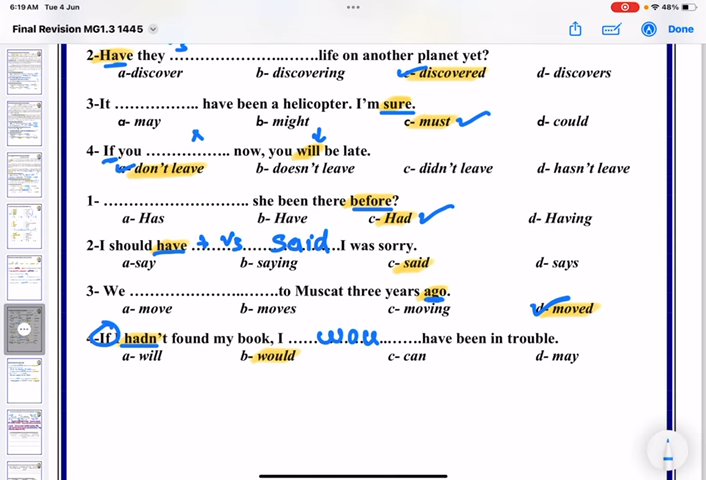 6:19 AM Tue 4 Jun
48%
Final Revision MG1.3 1445
Done
2-Have they …………………..……..life on another planet yet?
a-discover b- discovering c- discovered d- discovers
3-It …………….. have been a helicopter. I'm sure.
a- may b- might c- must d- could
4- If you …………….. now, you will be late.
a- don't leave b- doesn't leave c- didn't leave d- hasn't leave
1- ………………………. she been there before?
a- Has b- Have c- Had d- Having
2-I should have + V3 said I was sorry.
a-say b- saying c- said d- says
3- We …………………..…….to Muscat three years ago.
a- move b- moves c- moving d- moved
4-If I hadn't found my book, I …… wou ……..have been in trouble.
a- will b- would c- can d- may